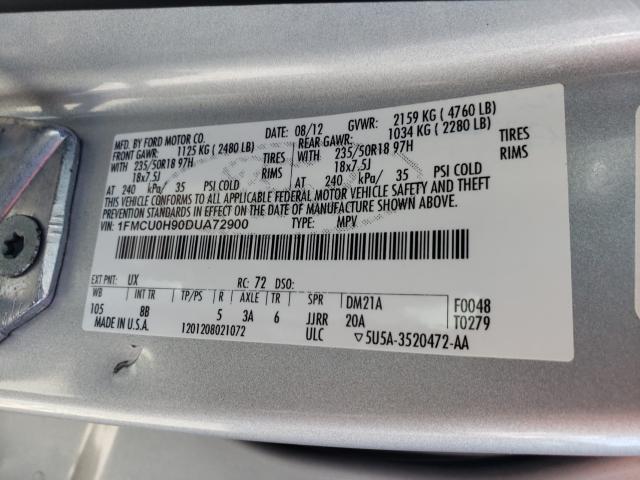 MFD. BY FORD MOTOR CO.
DATE: 08/12 GVWR: 2159 KG ( 4760 LB)
FRONT GAWR: 1125 KG ( 2480 LB)
REAR GAWR: 1034 KG ( 2280 LB)
WITH 235/50R18 97H TIRES
WITH 235/50R18 97H TIRES
18x7.5J RIMS
18x7.5J RIMS
AT 240 kPa/ 35 PSI COLD
AT 240 kPa/ 35 PSI COLD
THIS VEHICLE CONFORMS TO ALL APPLICABLE FEDERAL MOTOR VEHICLE SAFETY AND THEFT
PREVENTION STANDARDS IN EFFECT ON THE DATE OF MANUFACTURE SHOWN ABOVE.
VIN: 1FMCU0H90DUA72900 TYPE: MPV
EXT PNT: UX RC: 72 DSO:
WB INT TR TP/PS R AXLE TR SPR DM21A F0048
105 8B 5 3A 6 JJRR 20A T0279
MADE IN U.S.A. 1201208021072 ULC ▽5U5A-3520472-AA